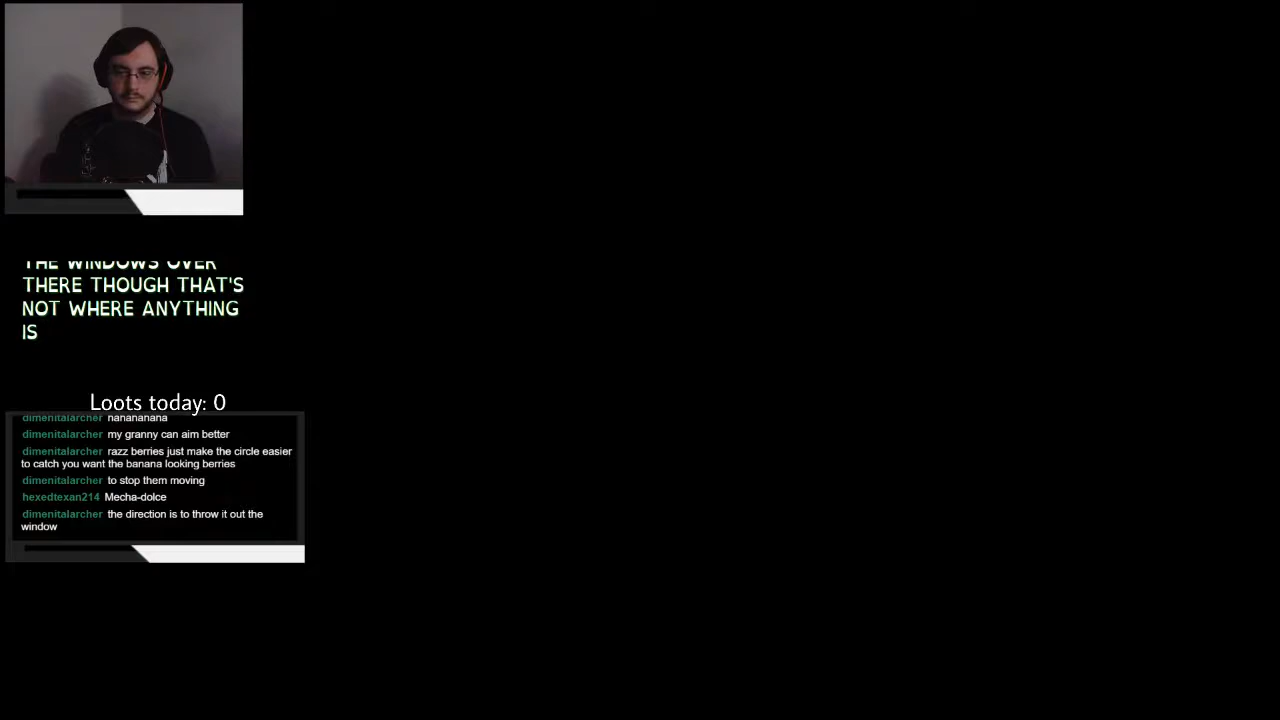 THE WINDOWS OVER
THERE THOUGH THAT'S
NOT WHERE ANYTHING
IS
Loots today: 0
dimenitalarcher nanananana
dimenitalarcher my granny can aim better
dimenitalarcher razz berries just make the circle easier
to catch you want the banana looking berries
dimenitalarcher to stop them moving
hexedtexan214 Mecha-dolce
dimenitalarcher the direction is to throw it out the
window